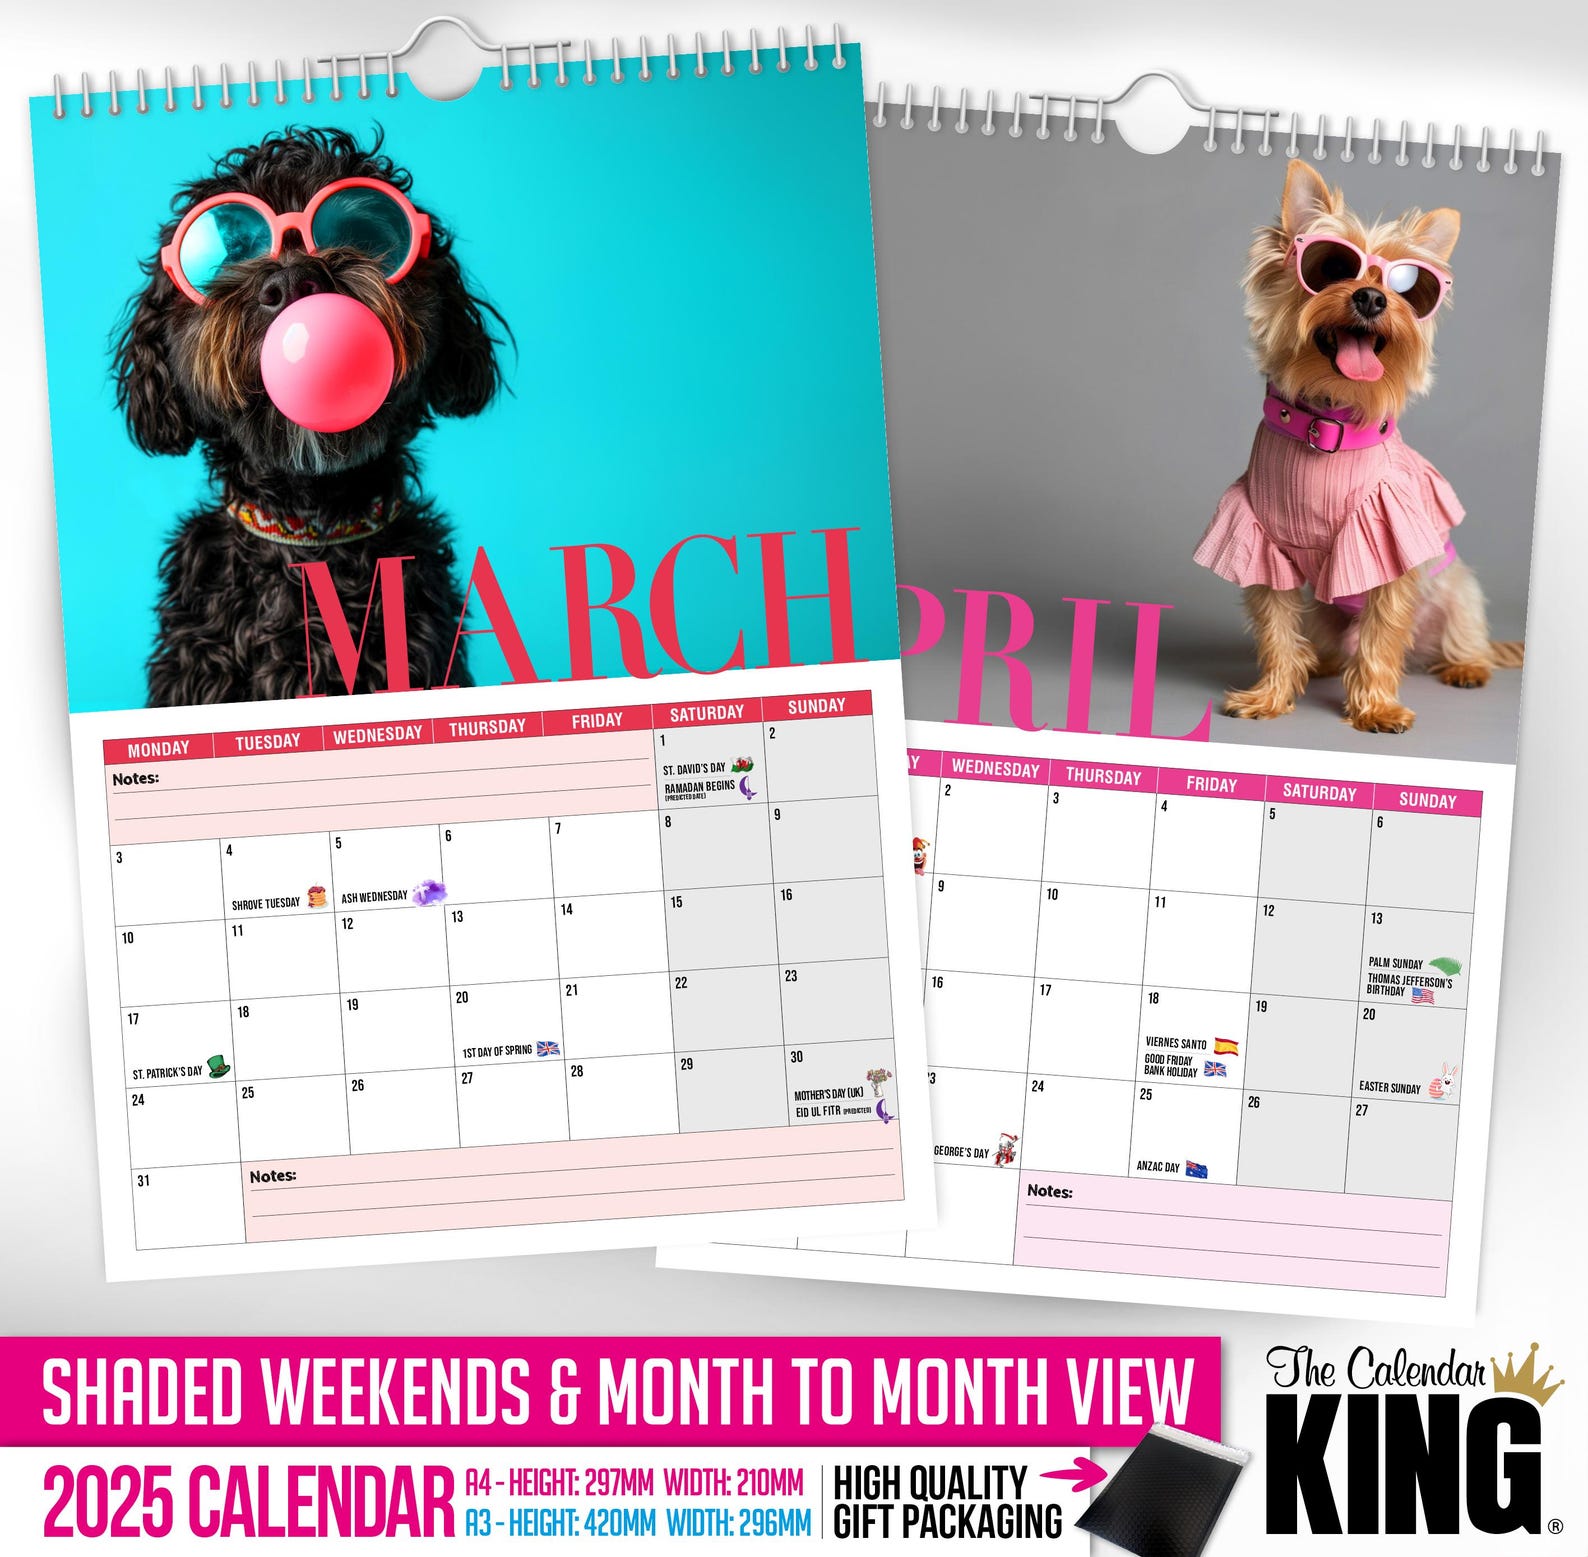 MARCH
MONDAY TUESDAY WEDNESDAY THURSDAY FRIDAY SATURDAY SUNDAY
Notes:
1 2
ST. DAVID'S DAY
RAMADAN BEGINS
(PREDICTED DATE)
3 4 5 6 7 8 9
SHROVE TUESDAY ASH WEDNESDAY
10 11 12 13 14 15 16
17 18 19 20 21 22 23
ST. PATRICK'S DAY 1ST DAY OF SPRING
24 25 26 27 28 29 30
MOTHER'S DAY (UK)
EID UL FITR (PREDICTED)
31
Notes:
PRIL
AY WEDNESDAY THURSDAY FRIDAY SATURDAY SUNDAY
2 3 4 5 6
9 10 11 12 13
PALM SUNDAY
THOMAS JEFFERSON'S
BIRTHDAY
16 17 18 19 20
VIERNES SANTO
GOOD FRIDAY
BANK HOLIDAY
EASTER SUNDAY
23 24 25 26 27
GEORGE'S DAY ANZAC DAY
Notes:
SHADED WEEKENDS & MONTH TO MONTH VIEW
2025 CALENDAR
A4 - HEIGHT: 297MM WIDTH: 210MM
A3 - HEIGHT: 420MM WIDTH: 296MM
HIGH QUALITY
GIFT PACKAGING
The Calendar
KING®